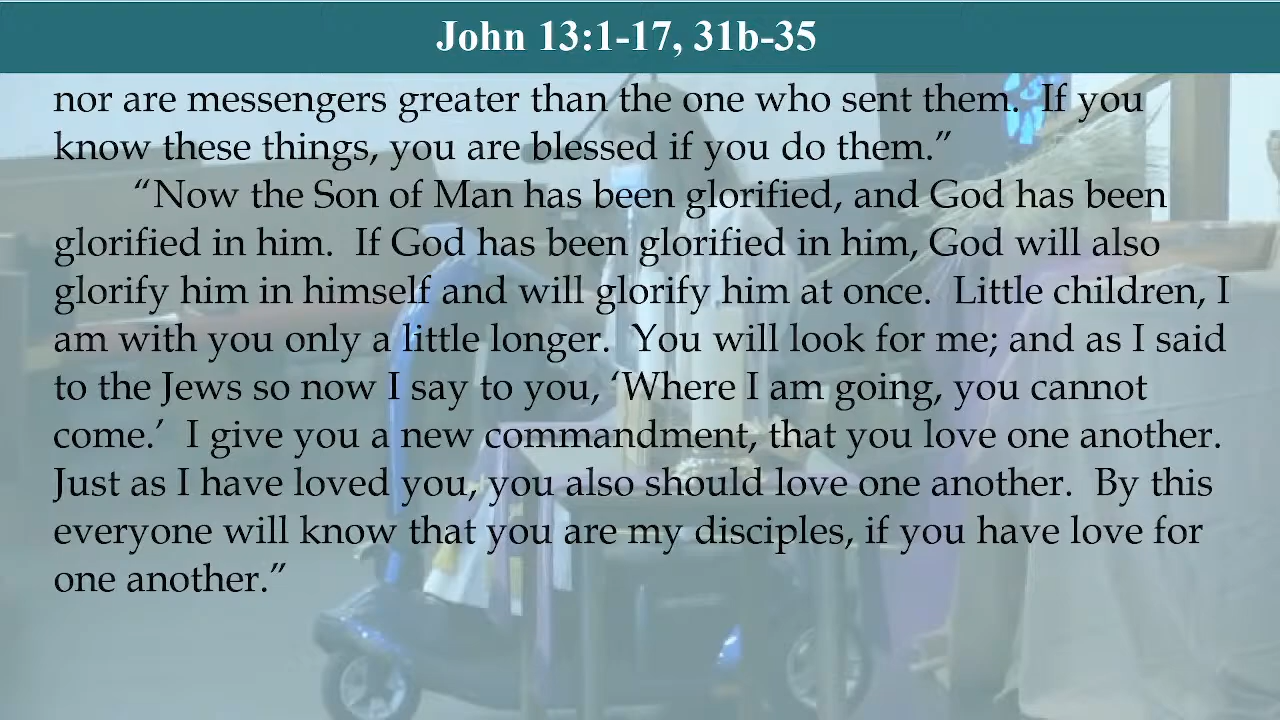 John 13:1-17, 31b-35
nor are messengers greater than the one who sent them.  If you
know these things, you are blessed if you do them.”
“Now the Son of Man has been glorified, and God has been
glorified in him.  If God has been glorified in him, God will also
glorify him in himself and will glorify him at once.  Little children, I
am with you only a little longer.  You will look for me; and as I said
to the Jews so now I say to you, ‘Where I am going, you cannot
come.’  I give you a new commandment, that you love one another.
Just as I have loved you, you also should love one another.  By this
everyone will know that you are my disciples, if you have love for
one another.”